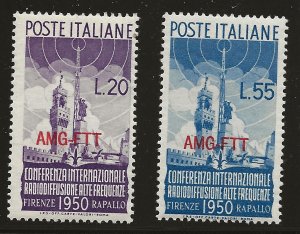 POSTE ITALIANE
L.20
AMG-FTT
CONFERENZA INTERNAZIONALE
RADIODIFFUSIONE ALTE FREQUENZE
FIRENZE 1950 RAPALLO
POSTE ITALIANE
L.55
AMG-FTT
CONFERENZA INTERNAZIONALE
RADIODIFFUSIONE ALTE FREQUENZE
FIRENZE 1950 RAPALLO